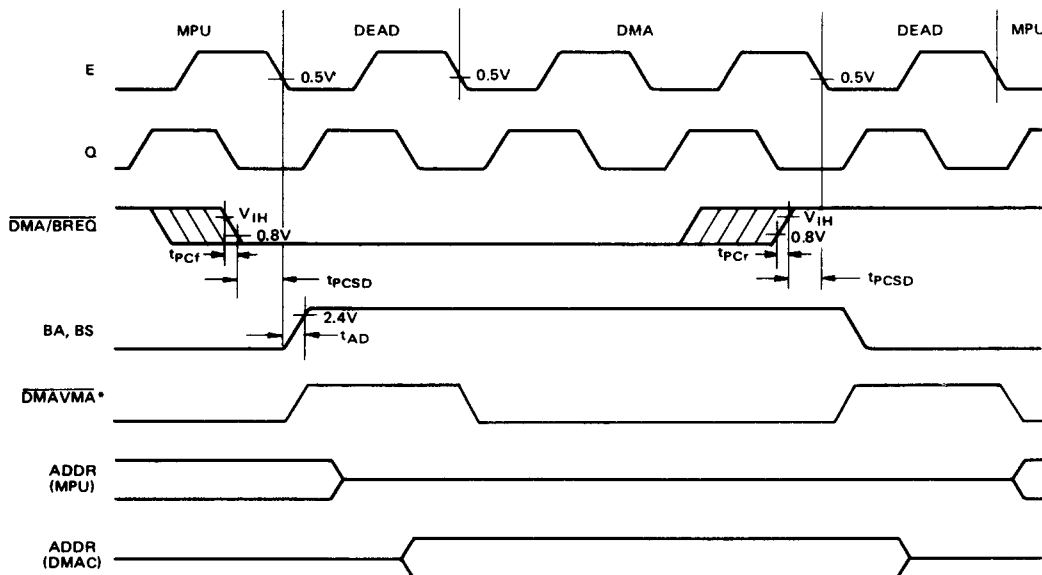 MPU DEAD DMA DEAD MPU
E
0.5V 0.5V 0.5V
Q
DMA/BREQ
VIH VIH
0.8V 0.8V
tPCf tPCr
tPCSD tPCSD
BA, BS
2.4V
tAD
DMAVMA*
ADDR
(MPU)
ADDR
(DMAC)